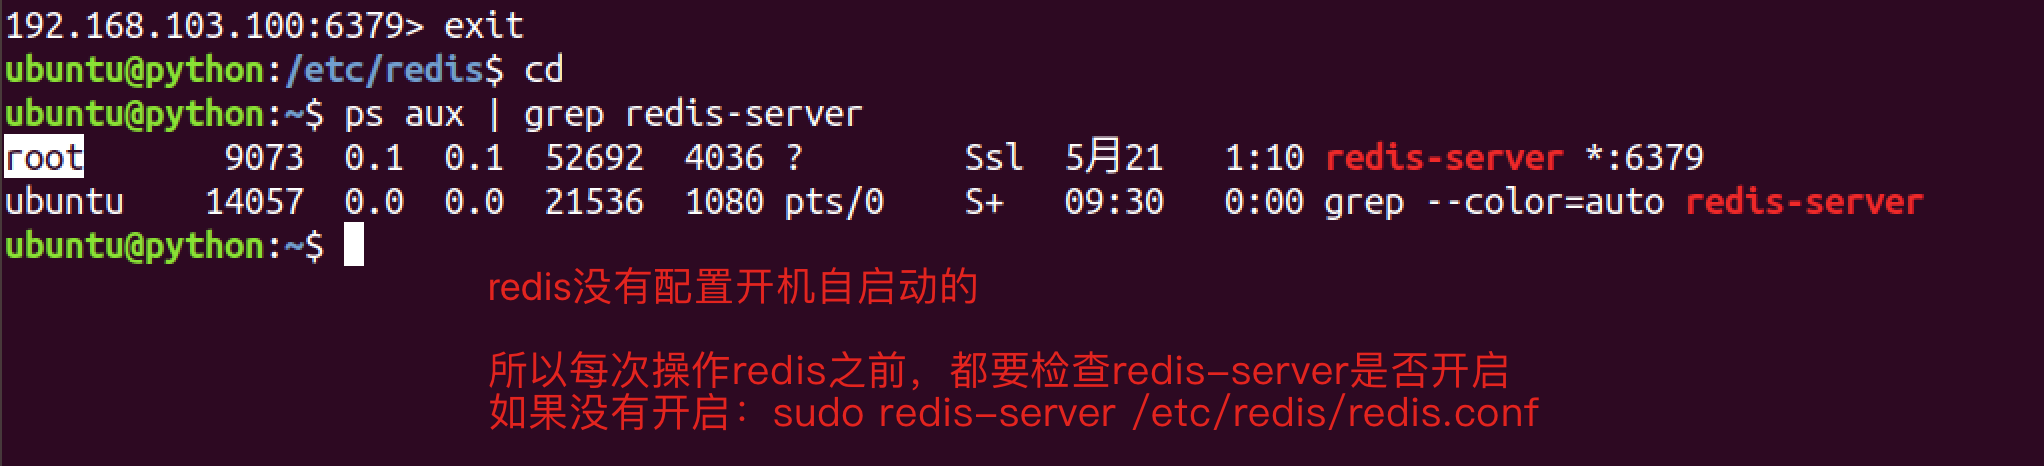 192.168.103.100:6379> exit
ubuntu@python:/etc/redis$ cd
ubuntu@python:~$ ps aux | grep redis-server
root       9073  0.1  0.1  52692  4036 ?        Ssl  5月21   1:10 redis-server *:6379
ubuntu    14057  0.0  0.0  21536  1080 pts/0    S+   09:30   0:00 grep --color=auto redis-server
ubuntu@python:~$
redis没有配置开机自启动的
所以每次操作redis之前，都要检查redis-server是否开启
如果没有开启：sudo redis-server /etc/redis/redis.conf